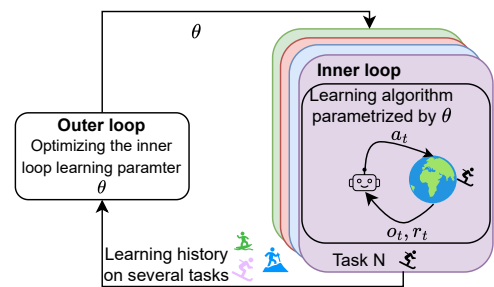 θ
Inner loop
Learning algorithm
parametrized by θ
a_t
o_t, r_t
Task N
Outer loop
Optimizing the inner
loop learning paramter
θ
Learning history
on several tasks